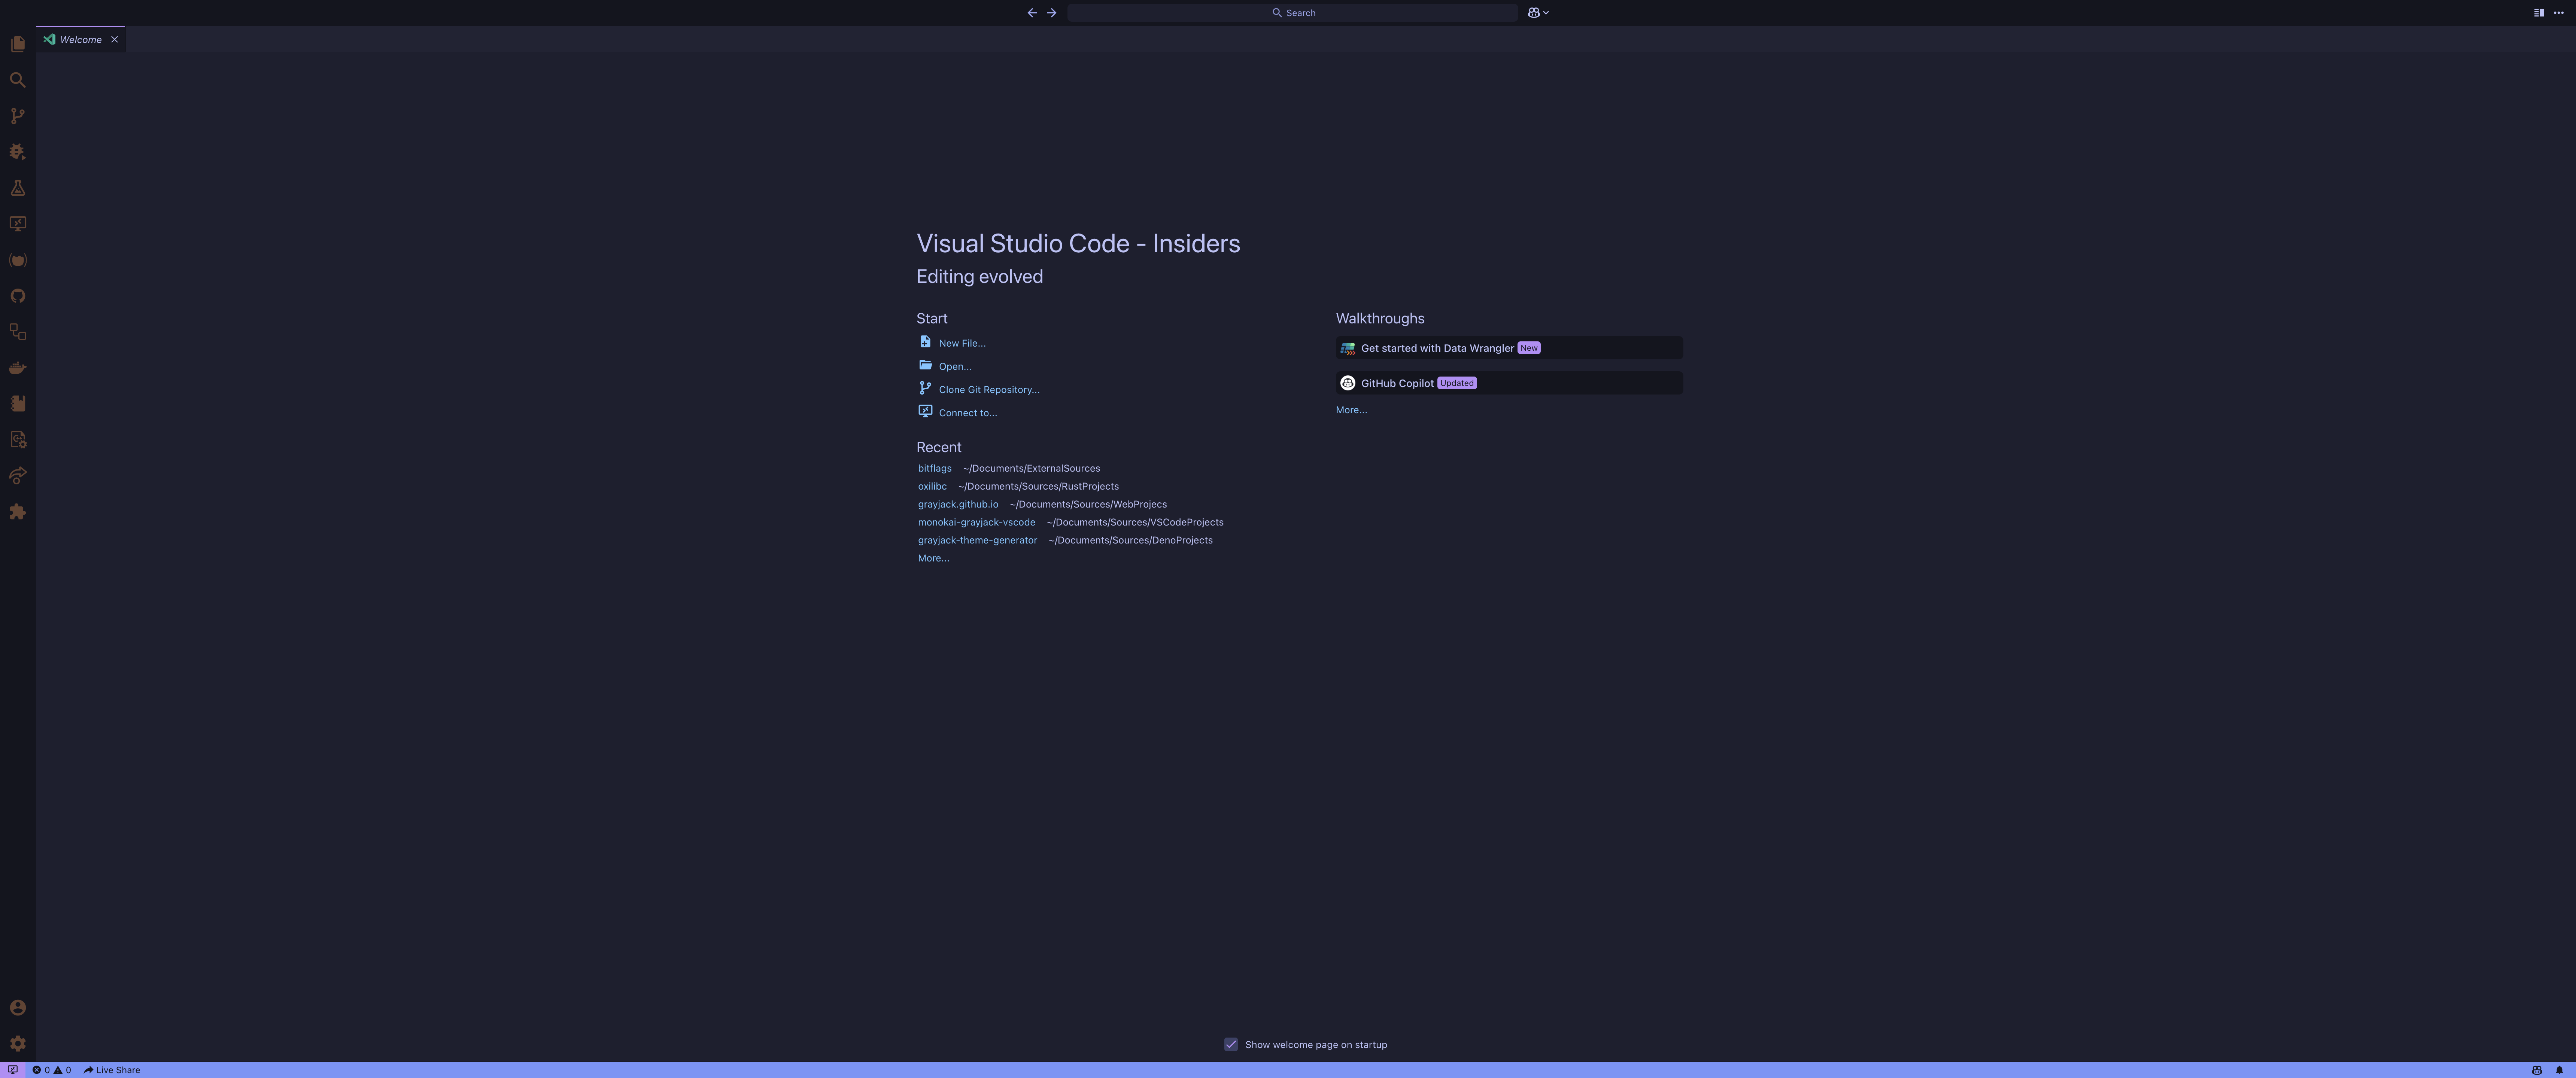 Search
Welcome
Visual Studio Code - Insiders
Editing evolved
Start
New File...
Open...
Clone Git Repository...
Connect to...
Recent
bitflags ~/Documents/ExternalSources
oxilibc ~/Documents/Sources/RustProjects
grayjack.github.io ~/Documents/Sources/WebProjecs
monokai-grayjack-vscode ~/Documents/Sources/VSCodeProjects
grayjack-theme-generator ~/Documents/Sources/DenoProjects
More...
Walkthroughs
Get started with Data Wrangler New
GitHub Copilot Updated
More...
Show welcome page on startup
0 0 Live Share